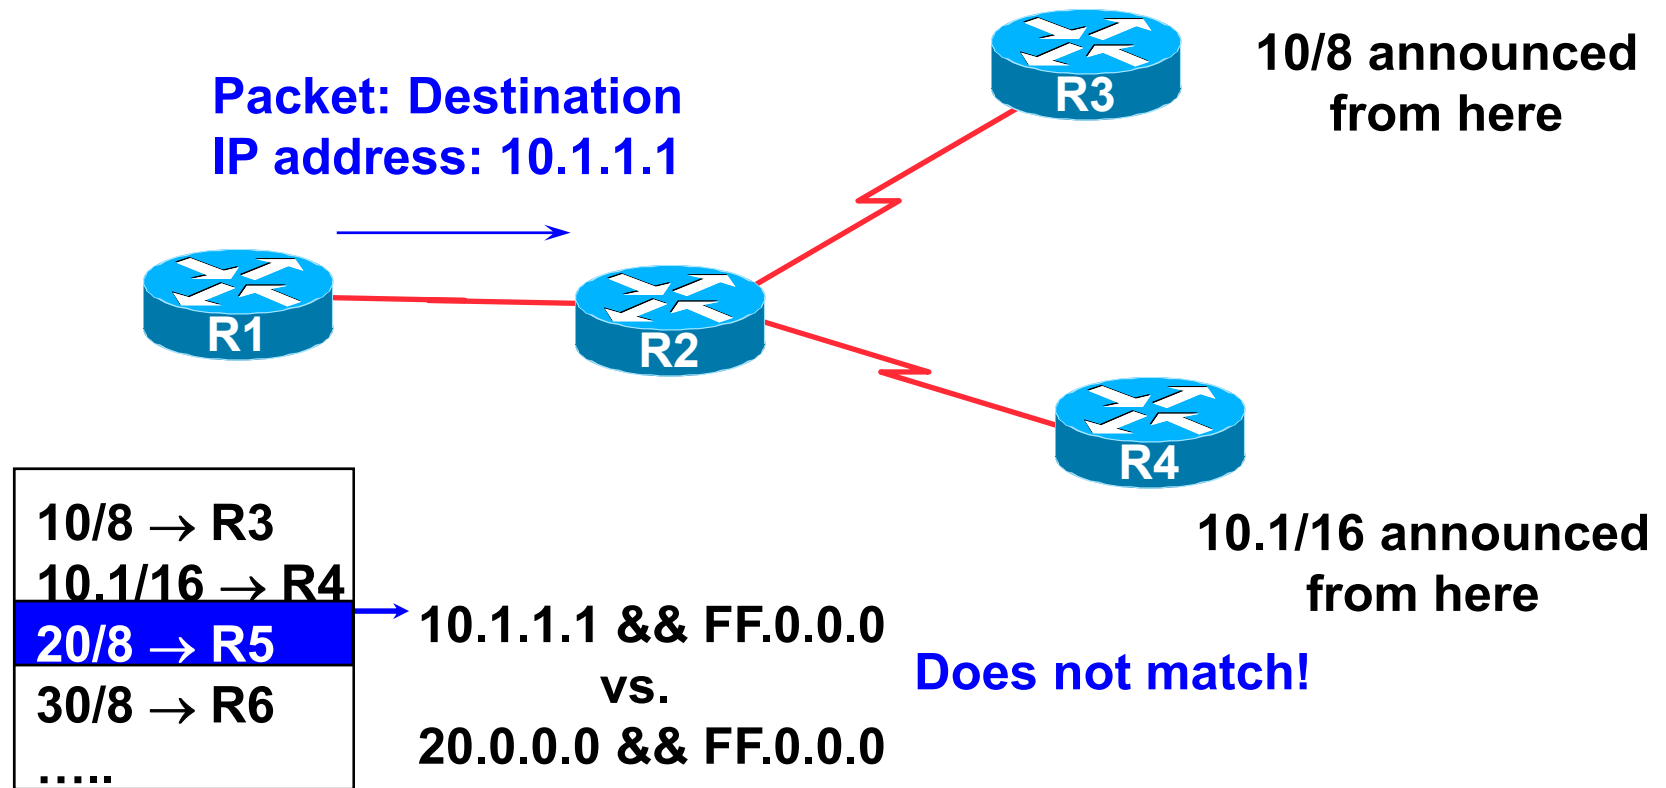 Packet: Destination
IP address: 10.1.1.1
R3
10/8 announced
from here
R1
R2
R4
10.1/16 announced
from here
10/8 → R3
10.1/16 → R4
20/8 → R5
30/8 → R6
…..
10.1.1.1 && FF.0.0.0
vs.
20.0.0.0 && FF.0.0.0
Does not match!